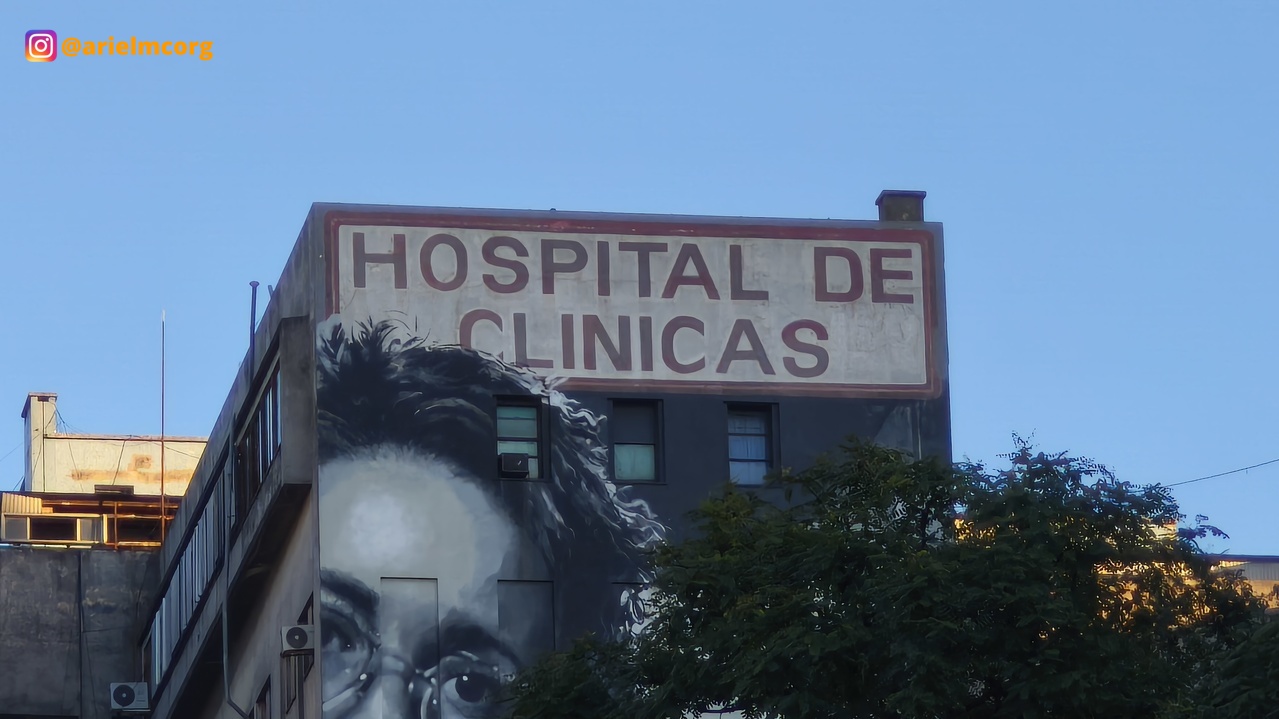 @arielmcorg
HOSPITAL DE
CLINICAS